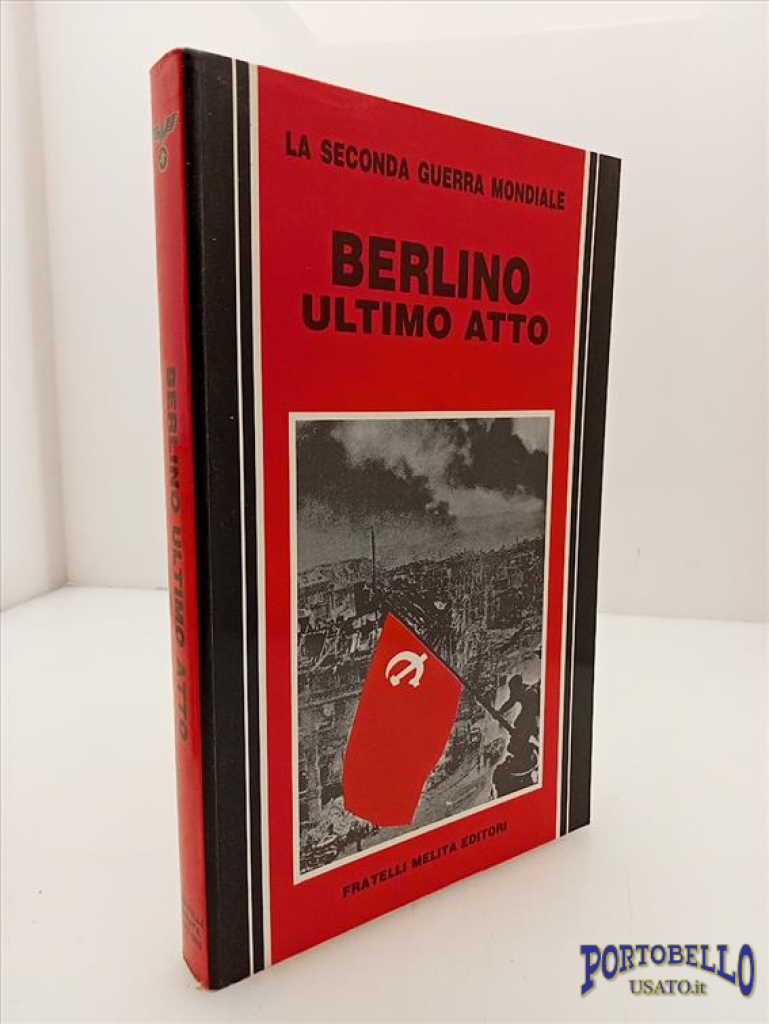 LA SECONDA GUERRA MONDIALE
BERLINO
ULTIMO ATTO
FRATELLI MELITA EDITORI
BERLINO ULTIMO ATTO
PORTOBELLO
USATO.it